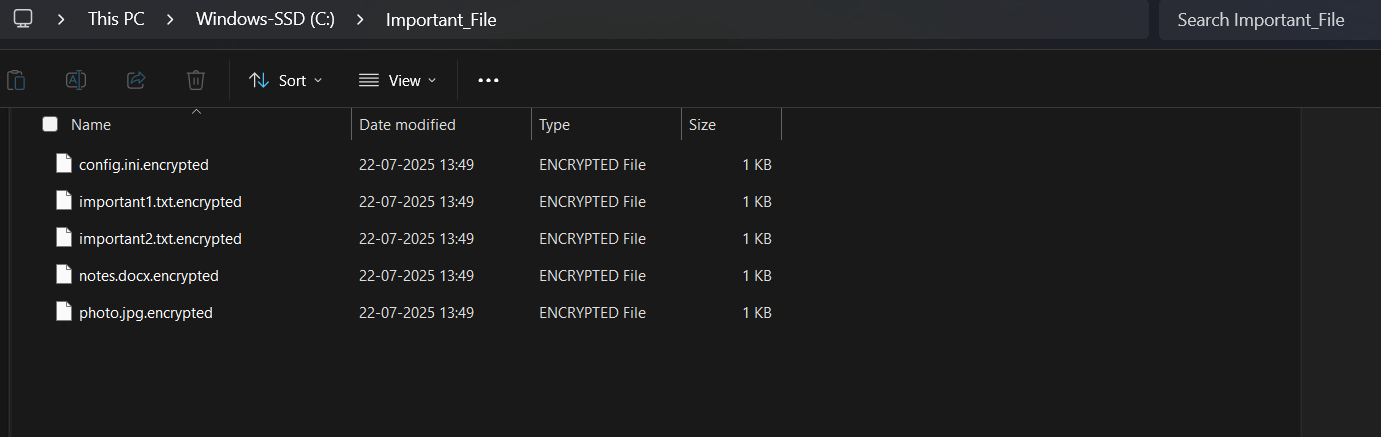 This PC > Windows-SSD (C:) > Important_File Search Important_File
Sort View
Name Date modified Type Size
config.ini.encrypted 22-07-2025 13:49 ENCRYPTED File 1 KB
important1.txt.encrypted 22-07-2025 13:49 ENCRYPTED File 1 KB
important2.txt.encrypted 22-07-2025 13:49 ENCRYPTED File 1 KB
notes.docx.encrypted 22-07-2025 13:49 ENCRYPTED File 1 KB
photo.jpg.encrypted 22-07-2025 13:49 ENCRYPTED File 1 KB